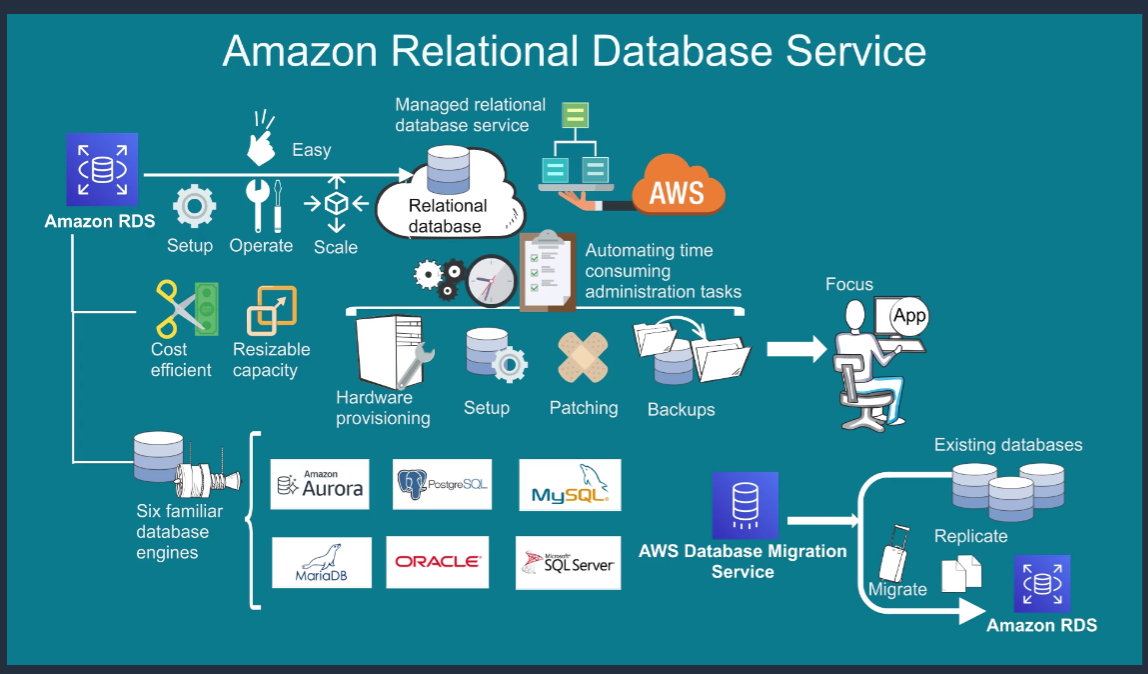 Amazon Relational Database Service
Managed relational
database service
Easy
AWS
Relational
database
Amazon RDS
Setup
Operate
Scale
Automating time
consuming
administration tasks
Focus
App
Cost
efficient
Resizable
capacity
Hardware
provisioning
Setup
Patching
Backups
Six familiar
database
engines
Amazon
Aurora
PostgreSQL
MySQL®
MariaDB
ORACLE®
Microsoft®
SQL Server
Existing databases
AWS Database Migration
Service
Replicate
Migrate
Amazon RDS